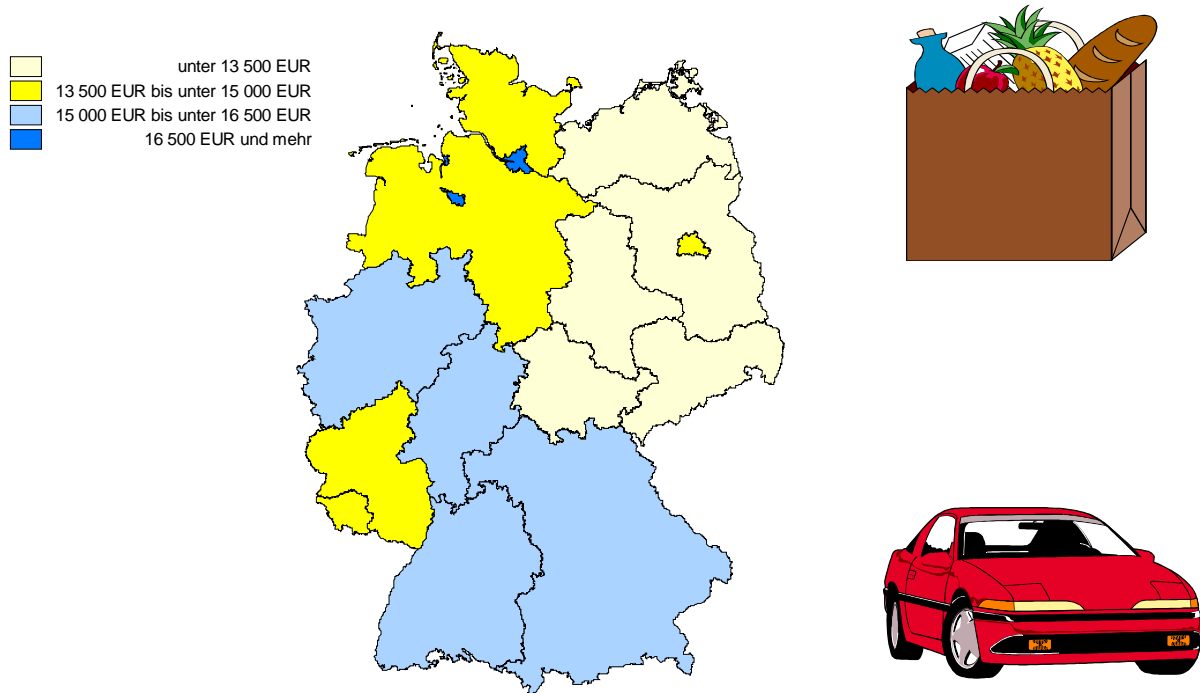 unter 13 500 EUR
13 500 EUR bis unter 15 000 EUR
15 000 EUR bis unter 16 500 EUR
16 500 EUR und mehr